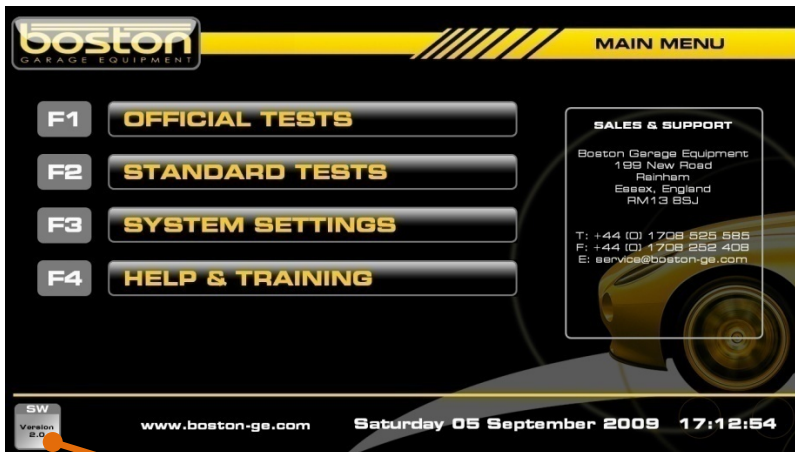 boston
GARAGE EQUIPMENT
MAIN MENU
F1 OFFICIAL TESTS
F2 STANDARD TESTS
F3 SYSTEM SETTINGS
F4 HELP & TRAINING
SALES & SUPPORT
Boston Garage Equipment
199 New Road
Rainham
Essex, England
RM13 8SJ
T: +44 (0) 1708 525 585
F: +44 (0) 1708 252 408
E: service@boston-ge.com
SW
Version
2.0
www.boston-ge.com
Saturday 05 September 2009 17:12:54